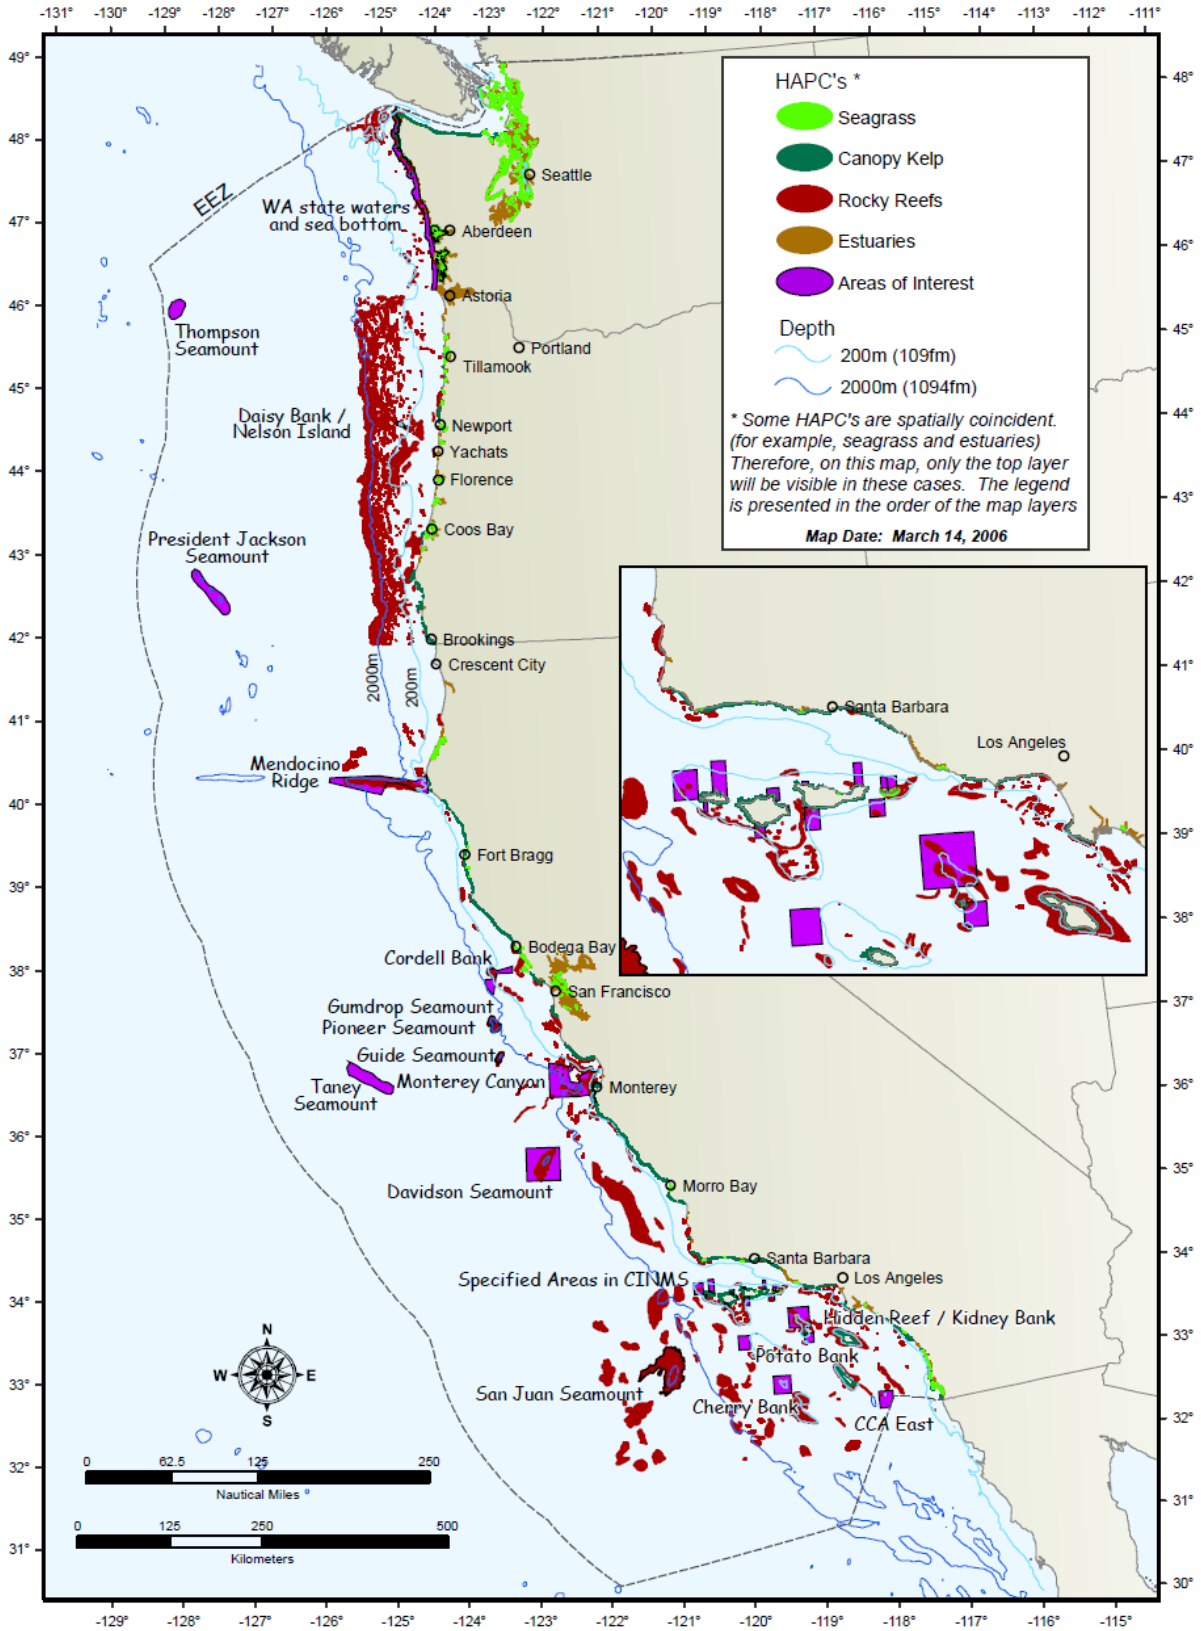 -131° -130° -129° -128° -127° -126° -125° -124° -123° -122° -121° -120° -119° -118° -117° -116° -115° -114° -113° -112° -111°
49°
48°
47°
46°
45°
44°
43°
42°
41°
40°
39°
38°
37°
36°
35°
34°
33°
32°
31°
48°
47°
46°
45°
44°
43°
42°
41°
40°
39°
38°
37°
36°
35°
34°
33°
32°
31°
30°
HAPC's *
Seagrass
Canopy Kelp
Rocky Reefs
Estuaries
Areas of Interest
Depth
200m (109fm)
2000m (1094fm)
* Some HAPC's are spatially coincident.
(for example, seagrass and estuaries)
Therefore, on this map, only the top layer
will be visible in these cases. The legend
is presented in the order of the map layers
Map Date: March 14, 2006
EEZ
Seattle
WA state waters
and sea bottom
Aberdeen
Astoria
Thompson
Seamount
Portland
Tillamook
Daisy Bank /
Nelson Island
Newport
Yachats
Florence
Coos Bay
President Jackson
Seamount
Brookings
Crescent City
2000m
200m
Mendocino
Ridge
Fort Bragg
Bodega Bay
Cordell Bank
San Francisco
Gumdrop Seamount
Pioneer Seamount
Guide Seamount
Monterey Canyon
Taney
Seamount
Monterey
Davidson Seamount
Morro Bay
Santa Barbara
Specified Areas in CINMS
Los Angeles
Hidden Reef / Kidney Bank
Potato Bank
San Juan Seamount
Cherry Bank
CCA East
Santa Barbara
Los Angeles
N
W E
S
0 62.5 125 250
Nautical Miles
0 125 250 500
Kilometers
-129° -128° -127° -126° -125° -124° -123° -122° -121° -120° -119° -118° -117° -116° -115°